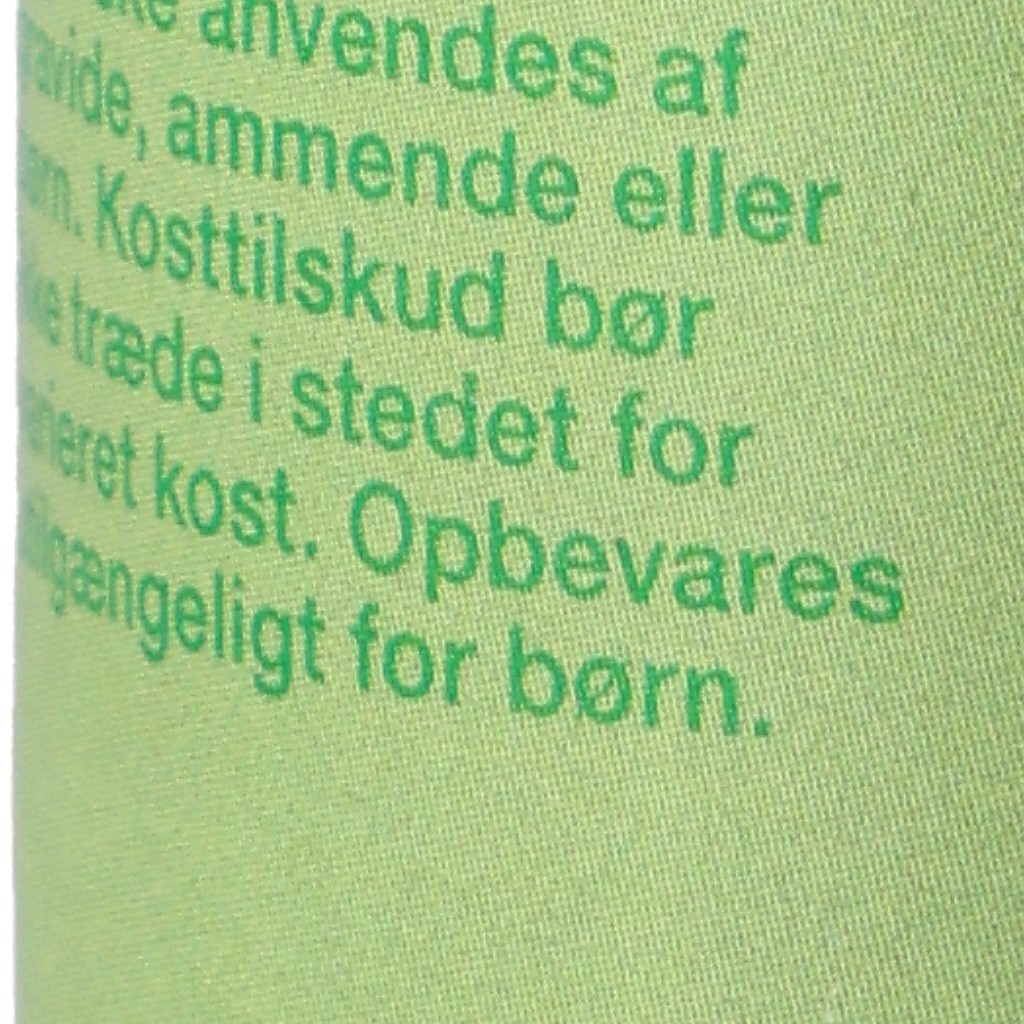 anvendes af
ammende eller
Kosttilskud bør
træde i stedet for
kost. Opbevares
for børn.